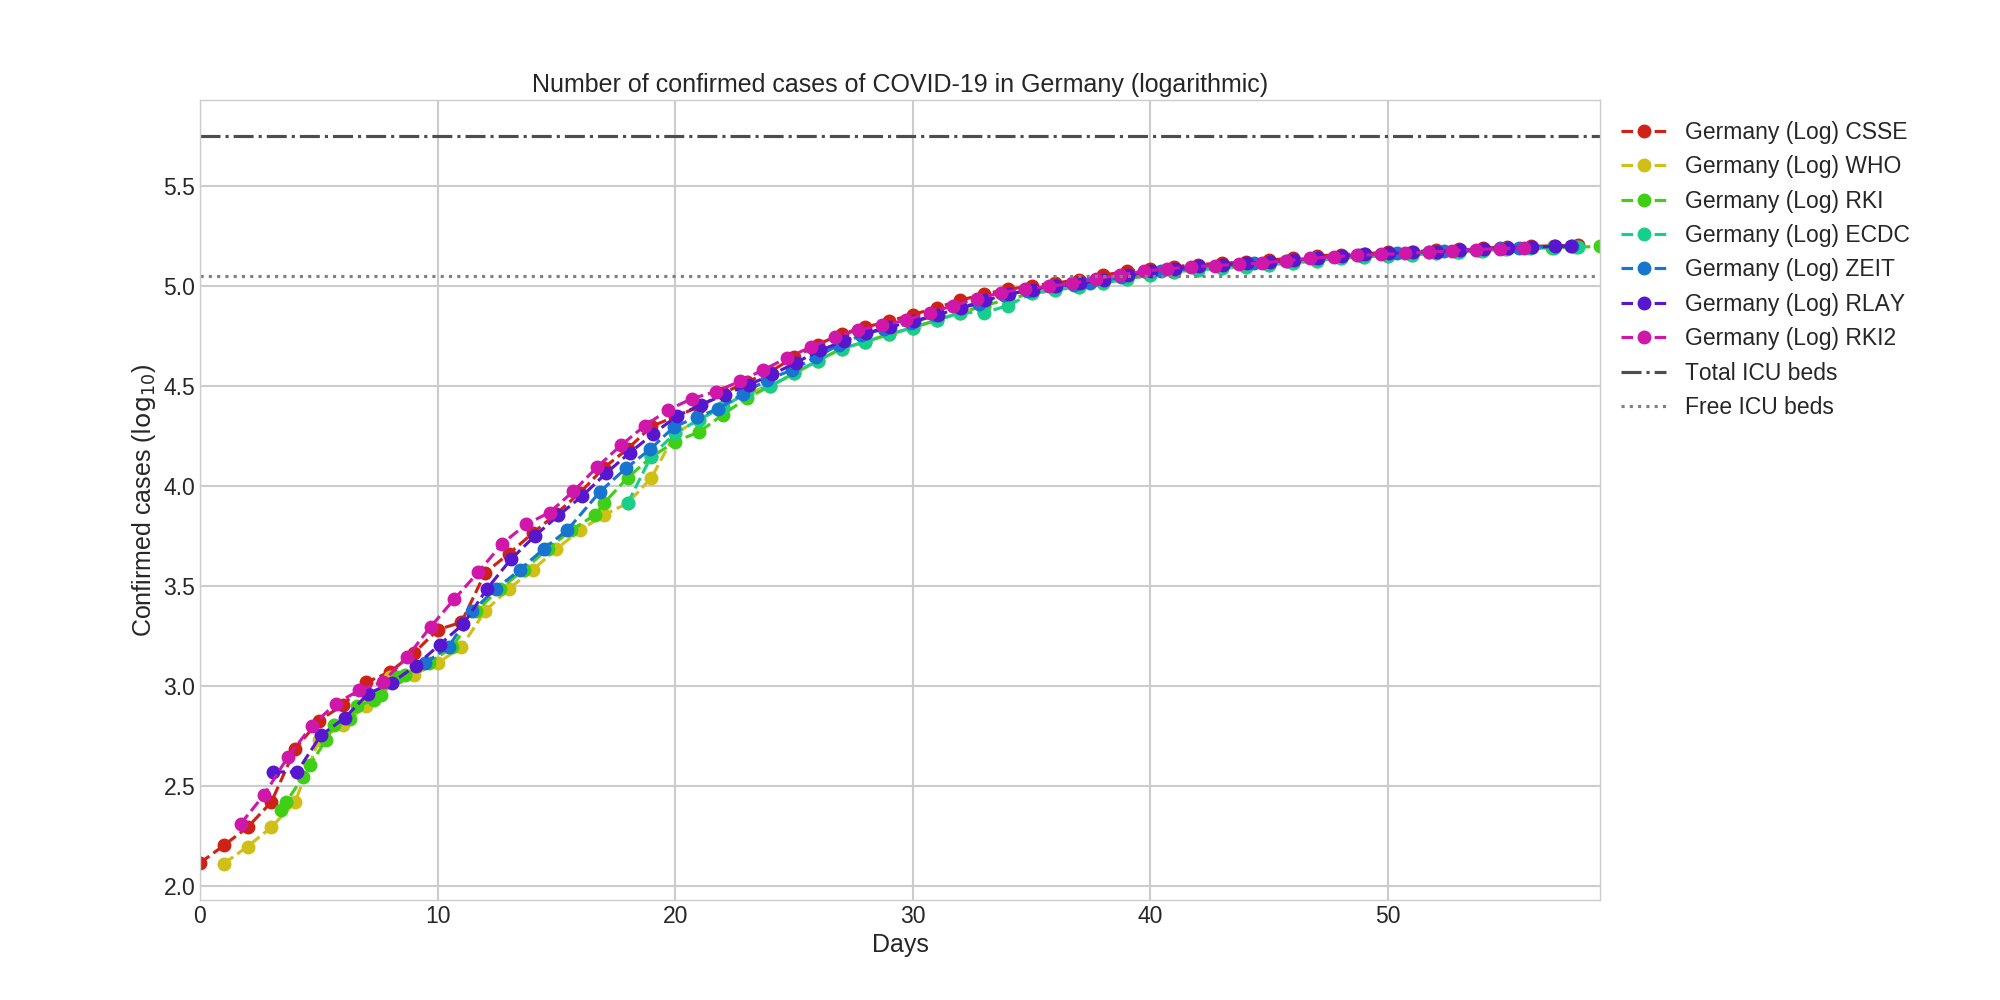 Number of confirmed cases of COVID-19 in Germany (logarithmic)
Confirmed cases (log₁₀)
5.5
5.0
4.5
4.0
3.5
3.0
2.5
2.0
0 10 20 30 40 50
Days
Germany (Log) CSSE
Germany (Log) WHO
Germany (Log) RKI
Germany (Log) ECDC
Germany (Log) ZEIT
Germany (Log) RLAY
Germany (Log) RKI2
Total ICU beds
Free ICU beds